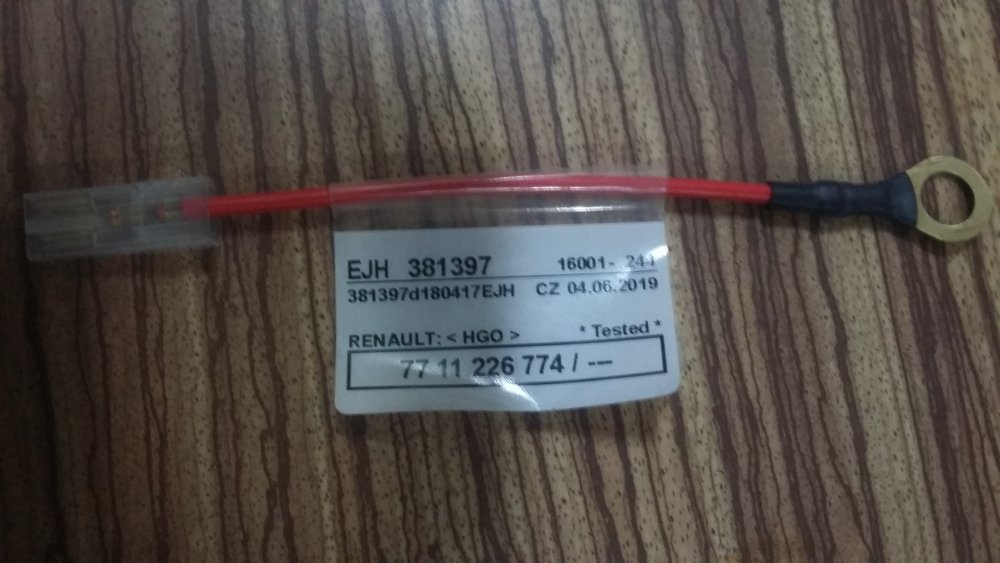 EJH 381397 16001- 244
381397d180417EJH CZ 04.06.2019
RENAULT: < HGO > * Tested *
77 11 226 774 / ---